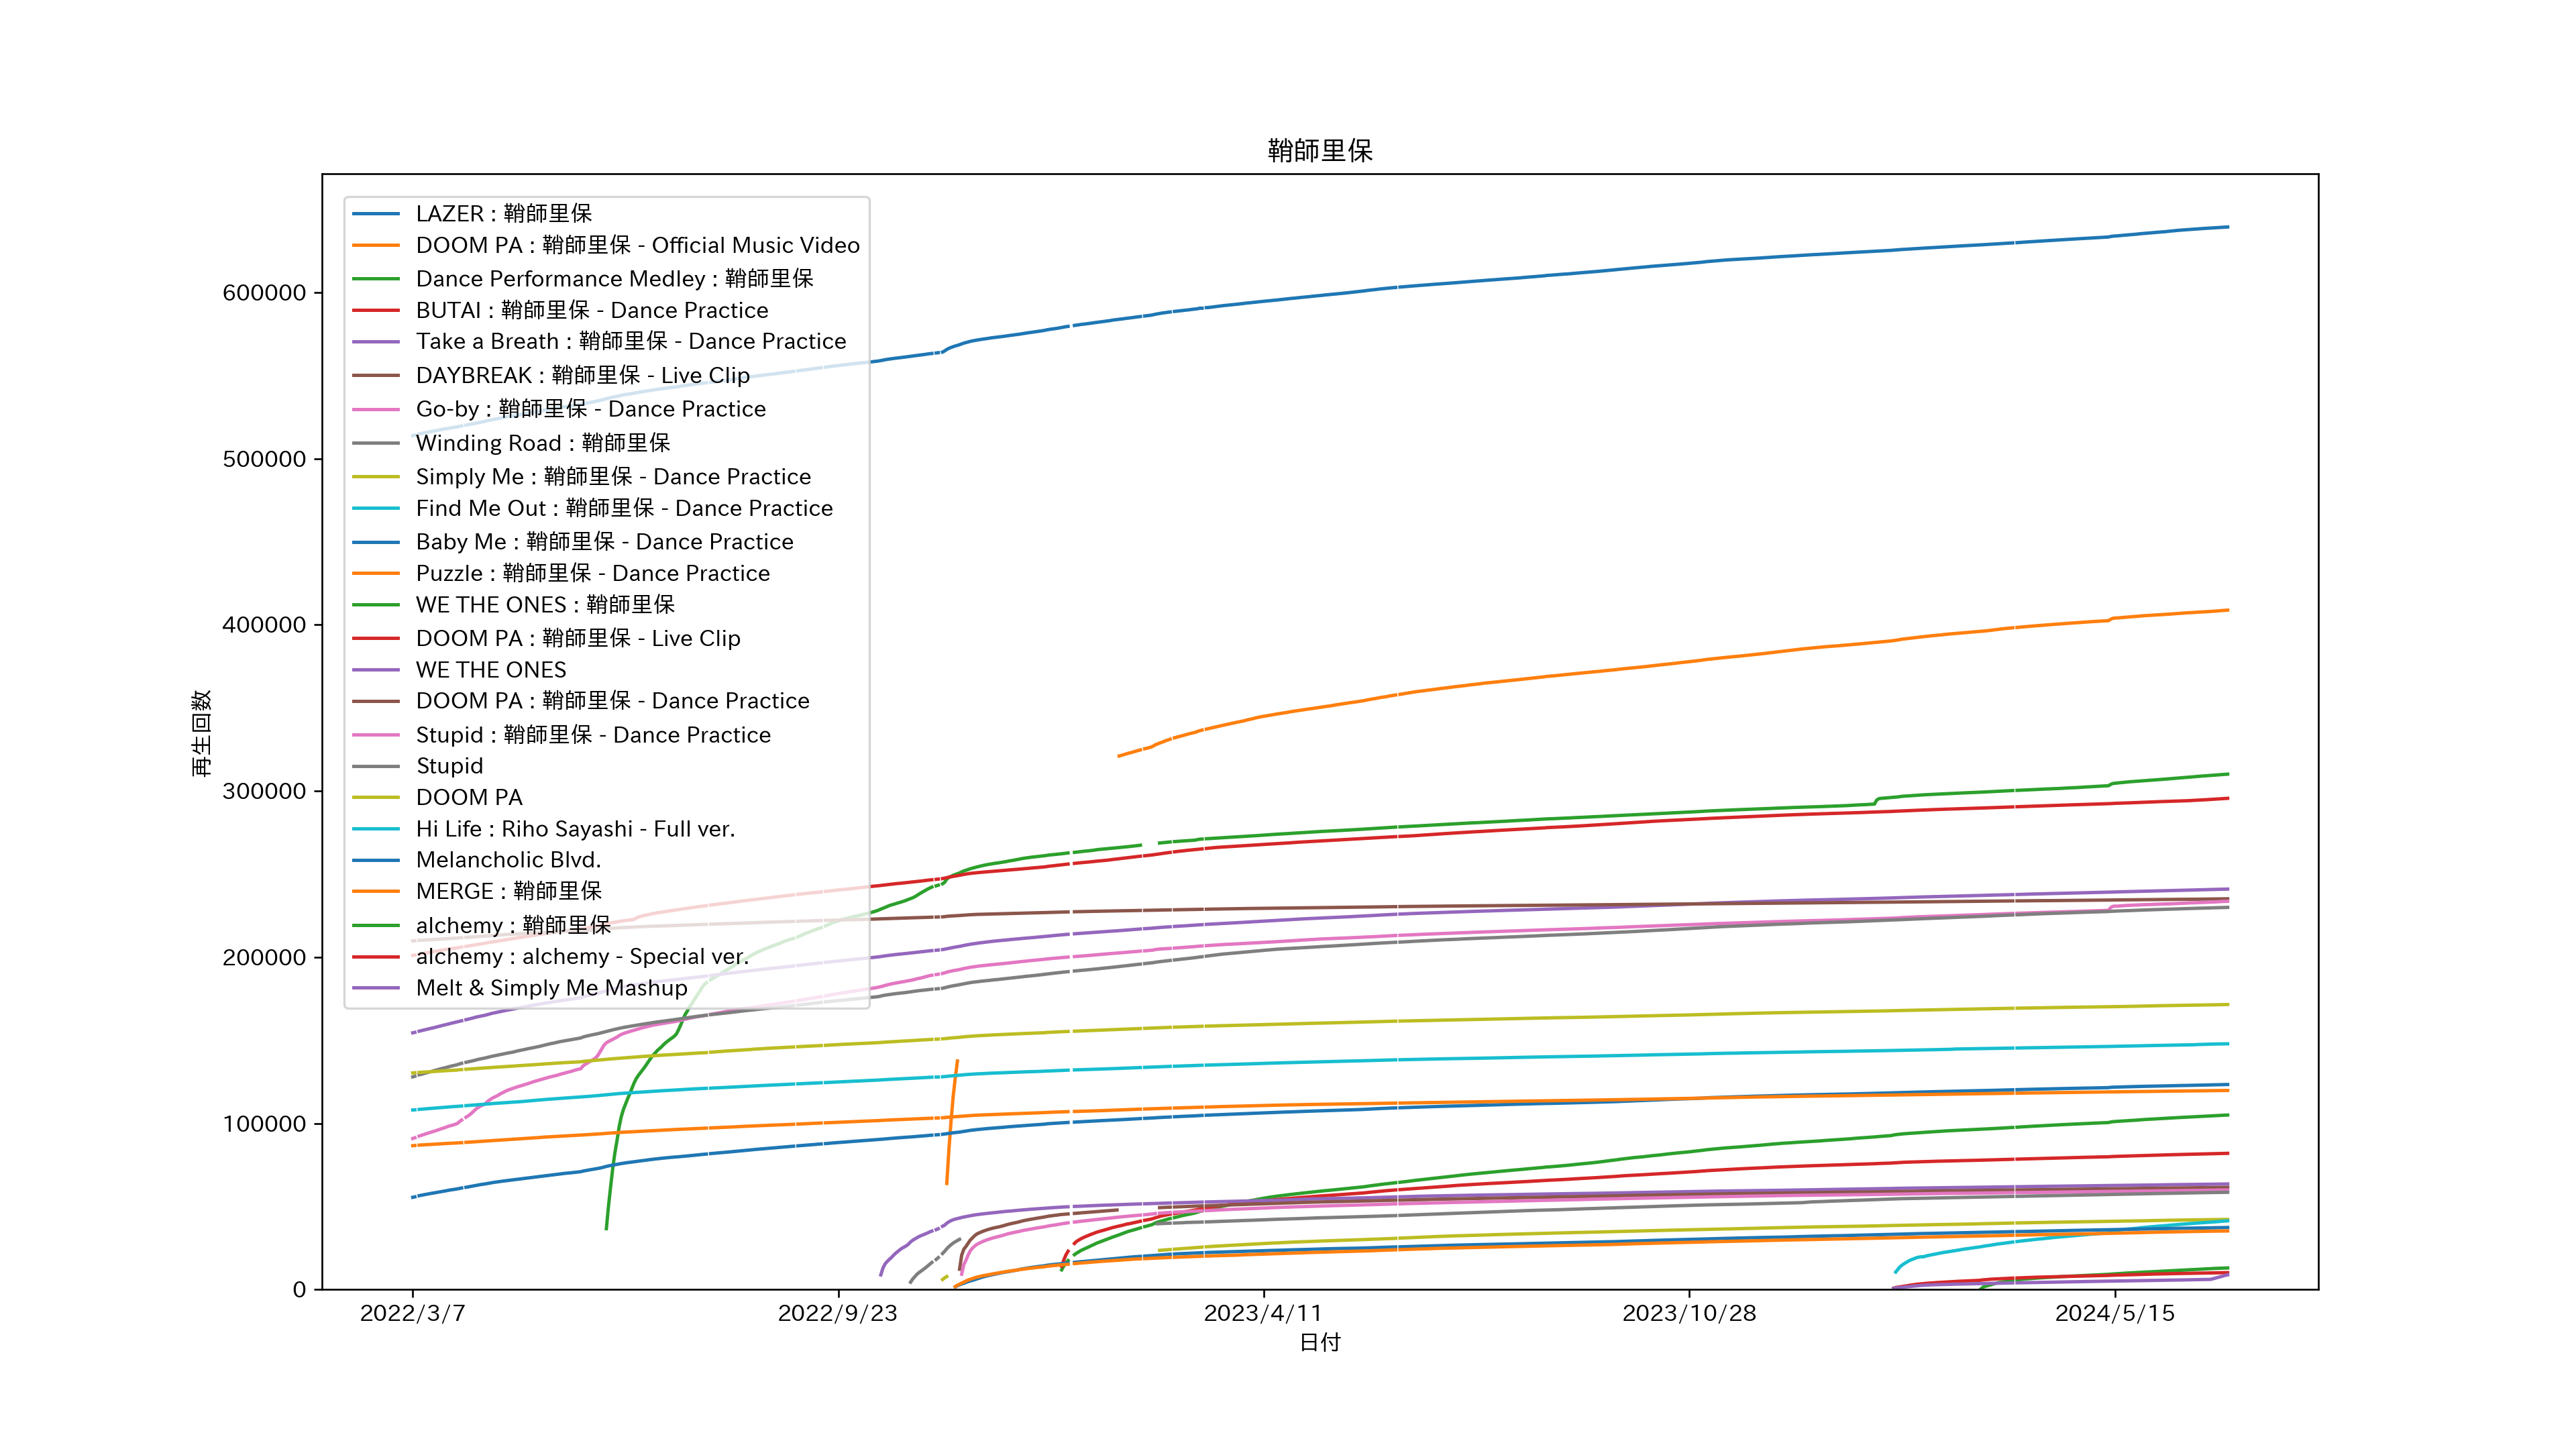 鞘師里保
LAZER : 鞘師里保
DOOM PA : 鞘師里保 - Official Music Video
Dance Performance Medley : 鞘師里保
BUTAI : 鞘師里保 - Dance Practice
Take a Breath : 鞘師里保 - Dance Practice
DAYBREAK : 鞘師里保 - Live Clip
Go-by : 鞘師里保 - Dance Practice
Winding Road : 鞘師里保
Simply Me : 鞘師里保 - Dance Practice
Find Me Out : 鞘師里保 - Dance Practice
Baby Me : 鞘師里保 - Dance Practice
Puzzle : 鞘師里保 - Dance Practice
WE THE ONES : 鞘師里保
DOOM PA : 鞘師里保 - Live Clip
WE THE ONES
DOOM PA : 鞘師里保 - Dance Practice
Stupid : 鞘師里保 - Dance Practice
Stupid
DOOM PA
Hi Life : Riho Sayashi - Full ver.
Melancholic Blvd.
MERGE : 鞘師里保
alchemy : 鞘師里保
alchemy : alchemy - Special ver.
Melt & Simply Me Mashup
再生回数
600000
500000
400000
300000
200000
100000
0
2022/3/7
2022/9/23
2023/4/11
2023/10/28
2024/5/15
日付